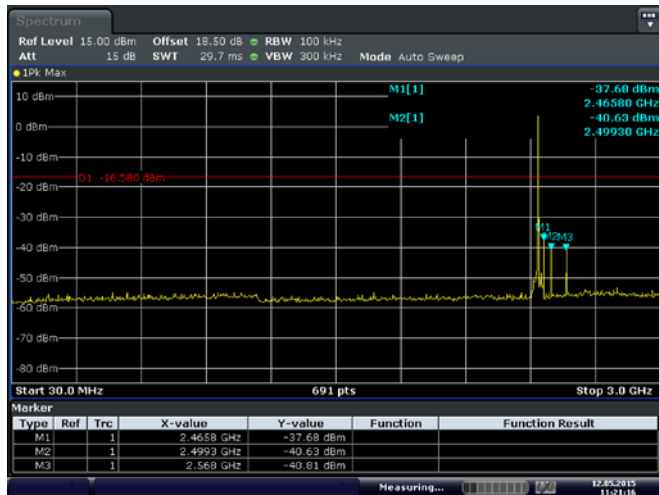 Spectrum
Ref Level 15.00 dBm Offset 18.50 dB RBW 100 kHz
Att 15 dB SWT 29.7 ms VBW 300 kHz Mode Auto Sweep
1Pk Max
M1[1] -37.68 dBm
2.46580 GHz
M2[1] -40.63 dBm
2.49930 GHz
10 dBm
0 dBm
-10 dBm
D1 -16.580 dBm
-20 dBm
-30 dBm
M1
M2 M3
-40 dBm
-50 dBm
-60 dBm
-70 dBm
-80 dBm
Start 30.0 MHz 691 pts Stop 3.0 GHz
Marker
Type Ref Trc X-value Y-value Function Function Result
M1 1 2.4658 GHz -37.68 dBm
M2 1 2.4993 GHz -40.63 dBm
M3 1 2.568 GHz -40.81 dBm
Measuring... 12.05.2015
11:21:16